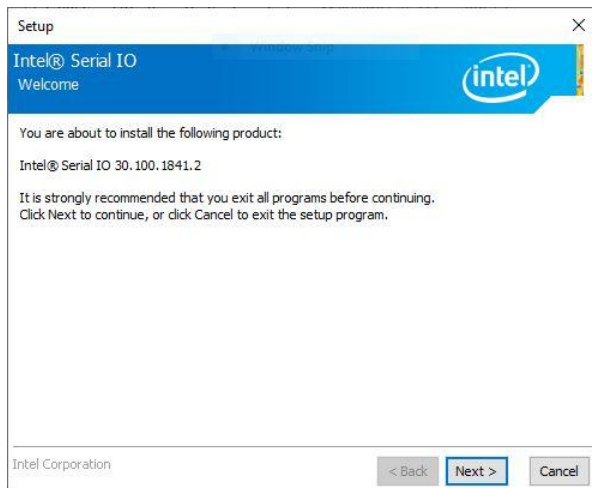 Setup
Window Snip
Intel® Serial IO
Welcome
intel
You are about to install the following product:
Intel® Serial IO 30.100.1841.2
It is strongly recommended that you exit all programs before continuing.
Click Next to continue, or click Cancel to exit the setup program.
Intel Corporation
< Back
Next >
Cancel